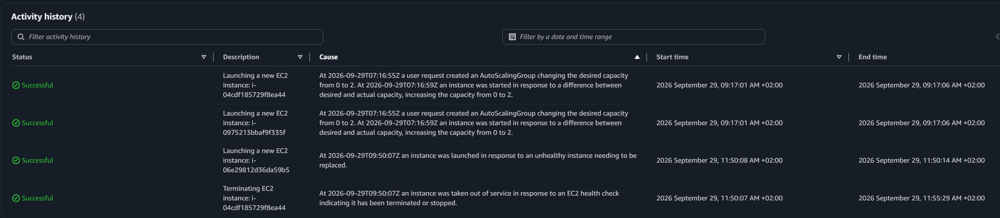 Activity history (4)
Filter activity history
Filter by a date and time range
Status
Description
Cause
Start time
End time
Successful
Launching a new EC2
instance: i-
04cdf185729f8ea44
At 2026-09-29T07:16:55Z a user request created an AutoScalingGroup changing the desired capacity
from 0 to 2. At 2026-09-29T07:16:59Z an instance was started in response to a difference between
desired and actual capacity, increasing the capacity from 0 to 2.
2026 September 29, 09:17:01 AM +02:00
2026 September 29, 09:17:06 AM +02:00
Successful
Launching a new EC2
instance: i-
0975213bbaf9f335f
At 2026-09-29T07:16:55Z a user request created an AutoScalingGroup changing the desired capacity
from 0 to 2. At 2026-09-29T07:16:59Z an instance was started in response to a difference between
desired and actual capacity, increasing the capacity from 0 to 2.
2026 September 29, 09:17:01 AM +02:00
2026 September 29, 09:17:06 AM +02:00
Successful
Launching a new EC2
instance: i-
06e29812d36da59b5
At 2026-09-29T09:50:07Z an instance was launched in response to an unhealthy instance needing to be
replaced.
2026 September 29, 11:50:08 AM +02:00
2026 September 29, 11:50:14 AM +02:00
Successful
Terminating EC2
instance: i-
04cdf185729f8ea44
At 2026-09-29T09:50:07Z an instance was taken out of service in response to an EC2 health check
indicating it has been terminated or stopped.
2026 September 29, 11:50:07 AM +02:00
2026 September 29, 11:55:29 AM +02:00